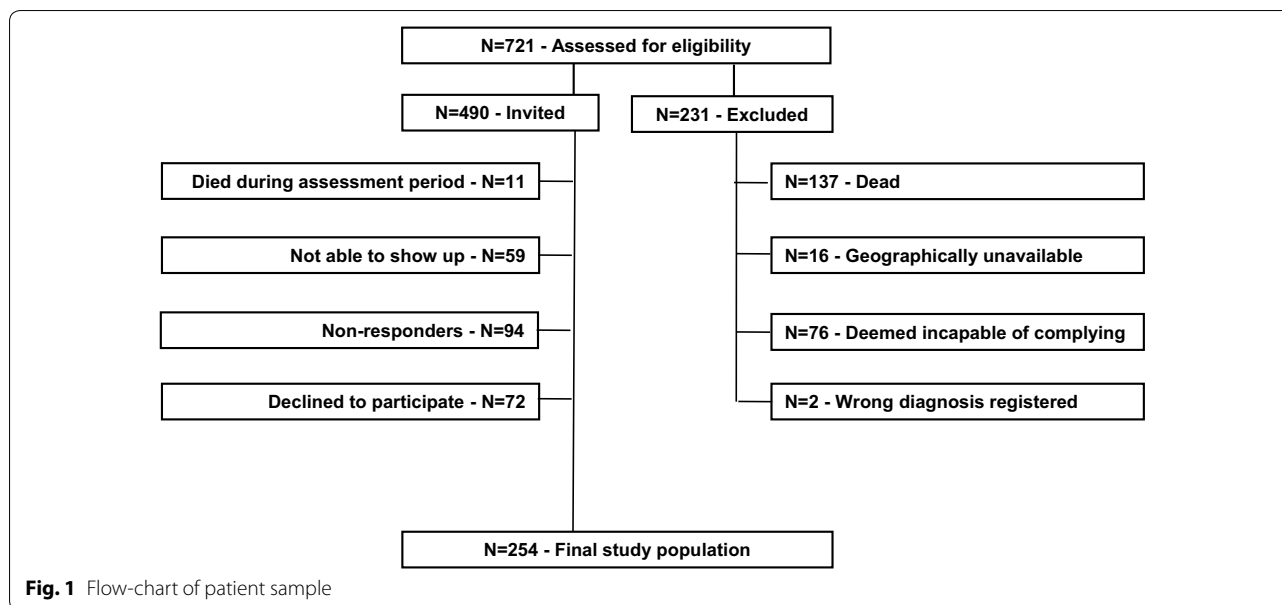 N=721 - Assessed for eligibility
N=490 - Invited
N=231 - Excluded
Died during assessment period - N=11
N=137 - Dead
Not able to show up - N=59
N=16 - Geographically unavailable
Non-responders - N=94
N=76 - Deemed incapable of complying
Declined to participate - N=72
N=2 - Wrong diagnosis registered
N=254 - Final study population
Fig. 1 Flow-chart of patient sample